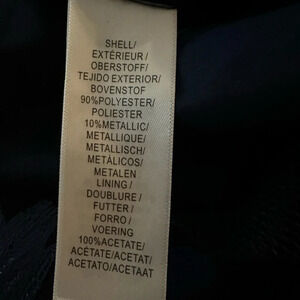 SHELL/
EXTÉRIEUR/
OBERSTOFF/
TEJIDO EXTERIOR/
BOVENSTOF
90%POLYESTER/
POLIESTER
10%METALLIC/
METALLIQUE/
METALLISCH/
METÁLICOS/
METALEN
LINING/
DOUBLURE/
FUTTER/
FORRO/
VOERING
100%ACETATE/
ACÉTATE/ACETAT/
ACETATO/ACETAAT